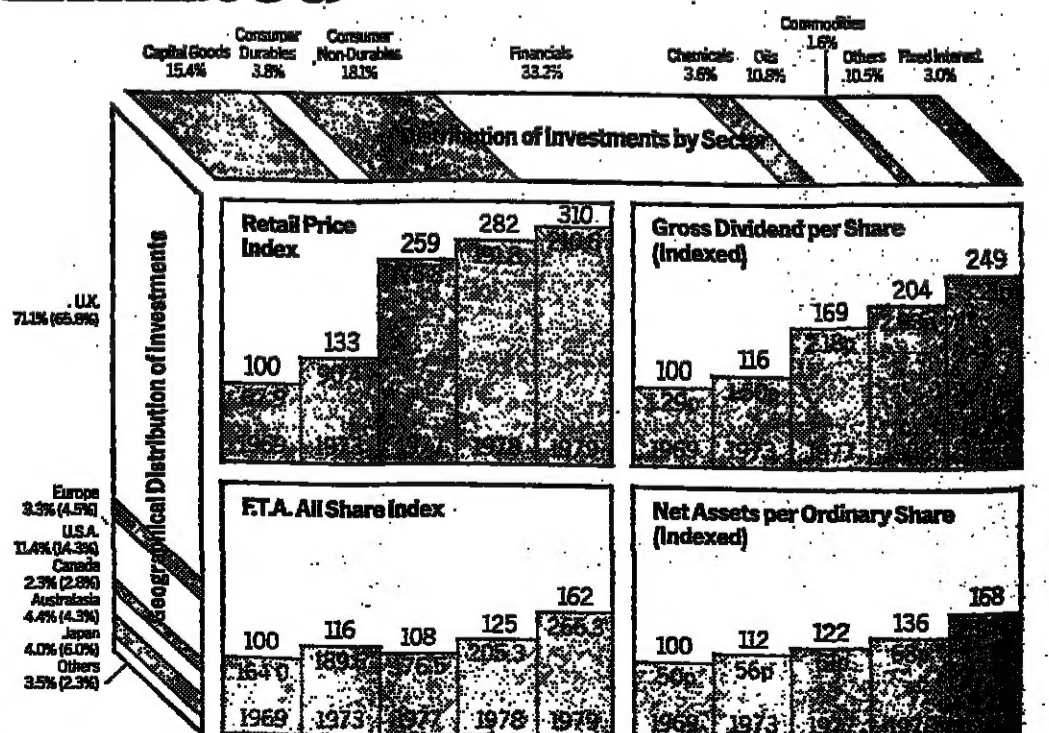 Commodities
1.6%
Capital Goods
15.4%
Consumer
Durables
3.8%
Consumer
Non-Durables
18.1%
Financials
33.2%
Chemicals
3.6%
Oils
10.8%
Others
10.5%
Fixed Interest
3.0%
Distribution of Investments by Sector
Geographical Distribution of Investments
U.K.
71.1% (65.8%)
Europe
3.3% (4.5%)
U.S.A.
11.4% (14.3%)
Canada
2.3% (2.8%)
Australasia
4.4% (4.3%)
Japan
4.0% (6.0%)
Others
3.5% (2.3%)
Retail Price
Index
100
133
259
282
310
1969
1978
Gross Dividend per Share
(Indexed)
100
116
169
204
249
1969
1977
F.T.A. All Share Index
100
116
108
125
162
164.0
205.3
1969 1973 1977 1978 1979
Net Assets per Ordinary Share
(Indexed)
100
112
122
136
168
50p
56p
1969 1973 1977